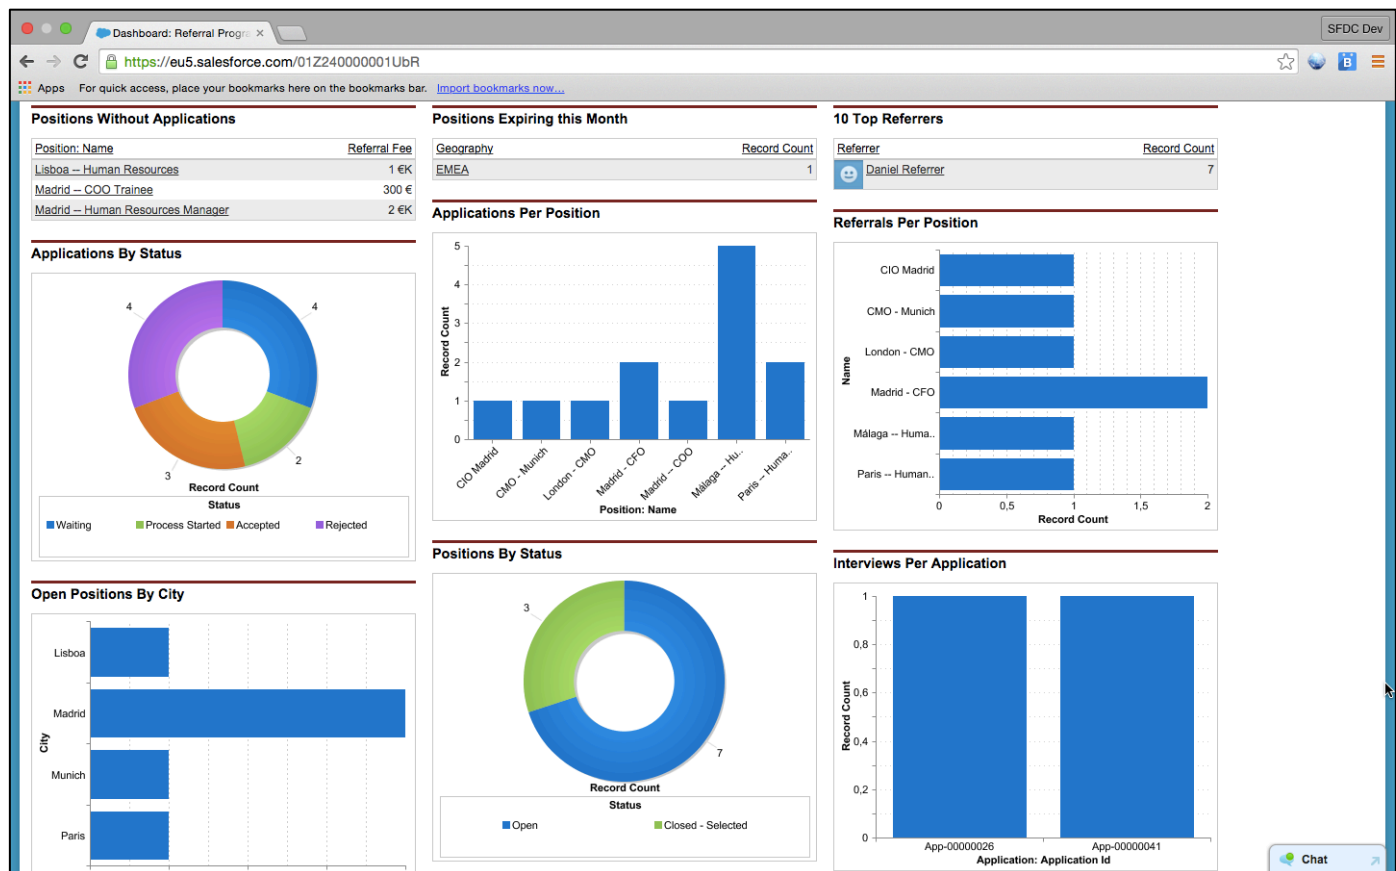 Dashboard: Referral Progr
SFDC Dev
https://eu5.salesforce.com/01Z240000001UbR
Apps For quick access, place your bookmarks here on the bookmarks bar. Import bookmarks now...
Positions Without Applications
Position: Name Referral Fee
Lisboa -- Human Resources 1 €K
Madrid -- COO Trainee 300 €
Madrid -- Human Resources Manager 2 €K
Applications By Status
4
4
3
2
Record Count
Status
Waiting Process Started Accepted Rejected
Open Positions By City
City
Lisboa
Madrid
Munich
Paris
Positions Expiring this Month
Geography Record Count
EMEA 1
Applications Per Position
Record Count
5
4
3
2
1
0
CIO Madrid
CMO - Munich
London - CMO
Madrid - CFO
Madrid -- COO
Málaga -- Hu..
Paris -- Huma..
Position: Name
Positions By Status
3
7
Record Count
Status
Open Closed - Selected
10 Top Referrers
Referrer Record Count
Daniel Referrer 7
Referrals Per Position
Name
CIO Madrid
CMO - Munich
London - CMO
Madrid - CFO
Málaga -- Huma..
Paris -- Human..
0 0,5 1 1,5 2
Record Count
Interviews Per Application
Record Count
1
0,8
0,6
0,4
0,2
0
App-00000026 App-00000041
Application: Application Id
Chat